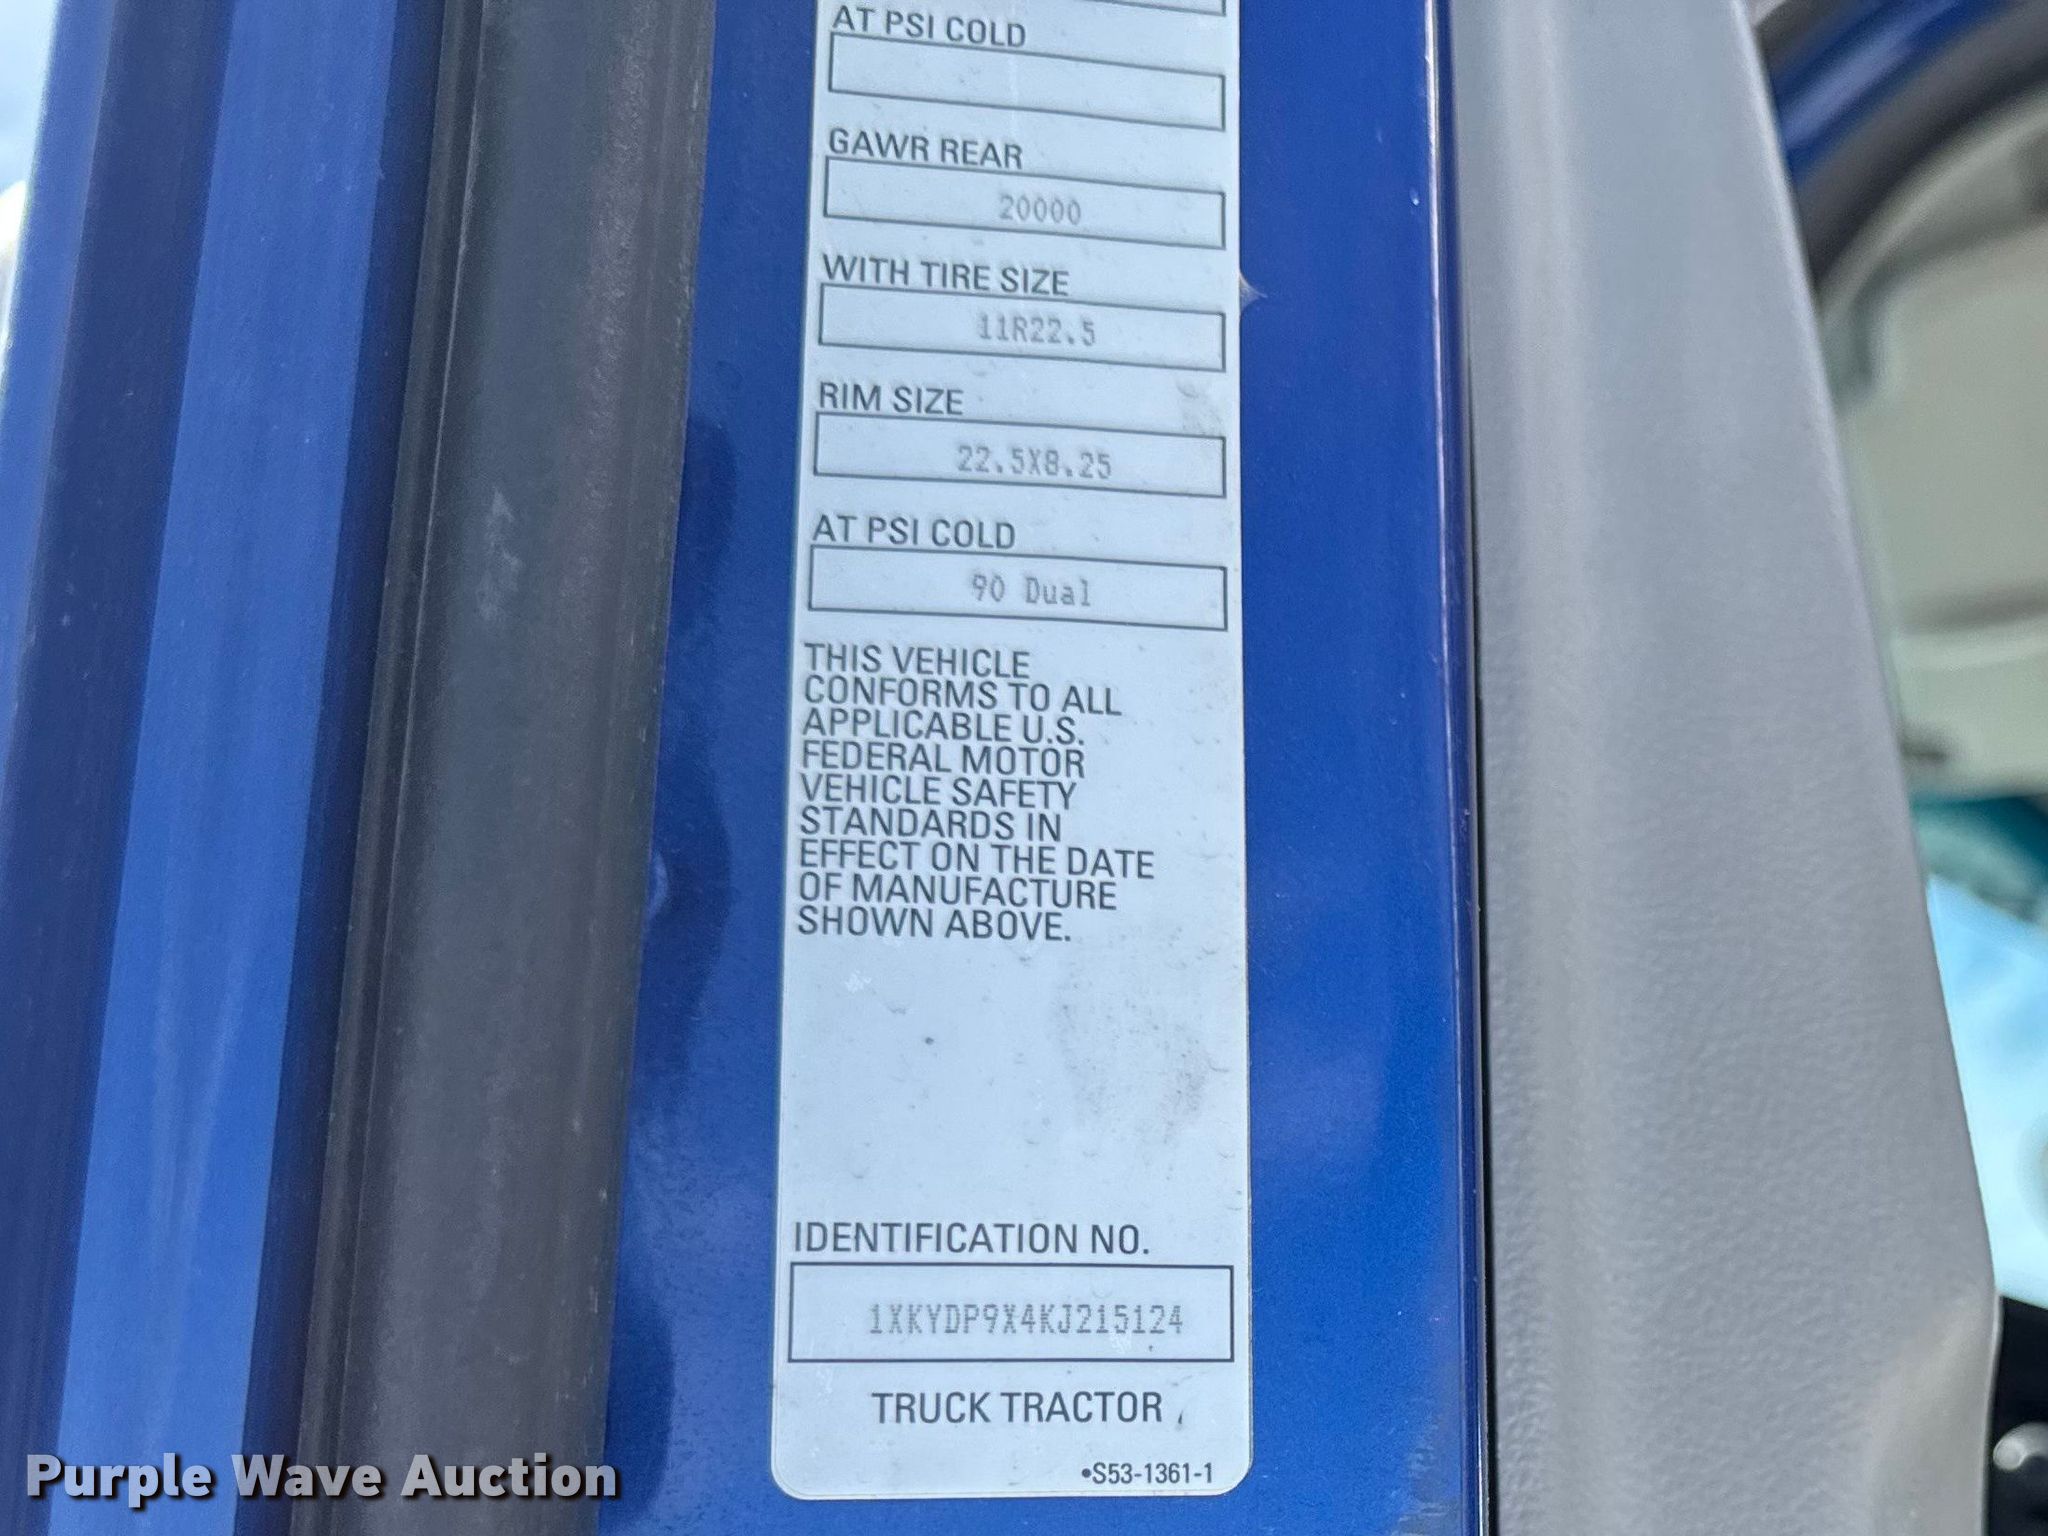 AT PSI COLD
GAWR REAR
20000
WITH TIRE SIZE
11R22.5
RIM SIZE
22.5X8.25
AT PSI COLD
90 Dual
THIS VEHICLE
CONFORMS TO ALL
APPLICABLE U.S.
FEDERAL MOTOR
VEHICLE SAFETY
STANDARDS IN
EFFECT ON THE DATE
OF MANUFACTURE
SHOWN ABOVE.
IDENTIFICATION NO.
1XKYDP9X4KJ215124
TRUCK TRACTOR
•S53-1361-1
Purple Wave Auction